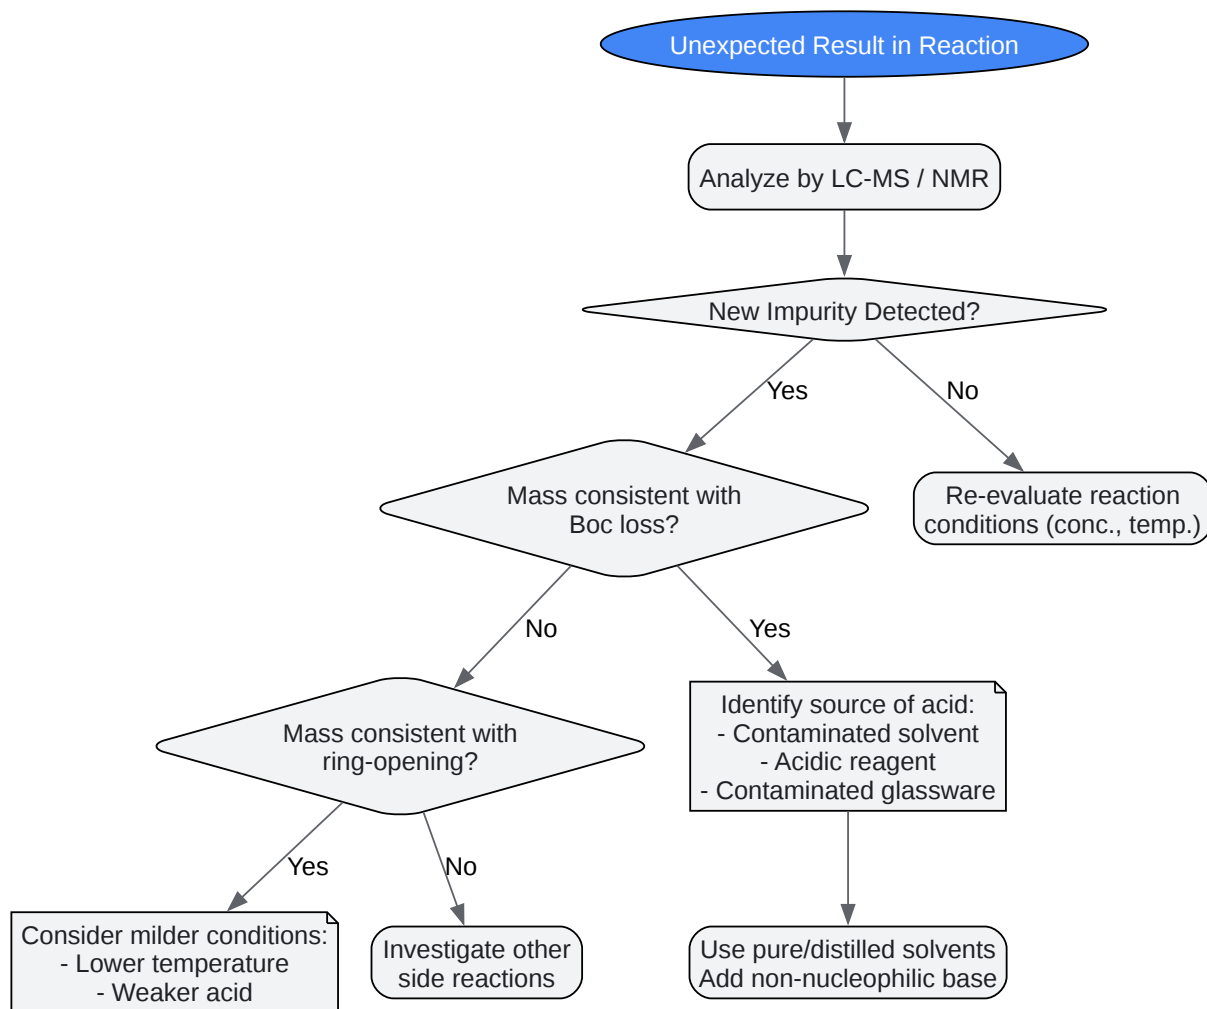 Unexpected Result in Reaction
Analyze by LC-MS / NMR
New Impurity Detected?
Yes
No
Mass consistent with
Boc loss?
Re-evaluate reaction
conditions (conc., temp.)
No
Yes
Mass consistent with
ring-opening?
Identify source of acid:
- Contaminated solvent
- Acidic reagent
- Contaminated glassware
Yes
No
Consider milder conditions:
- Lower temperature
- Weaker acid
Investigate other
side reactions
Use pure/distilled solvents
Add non-nucleophilic base